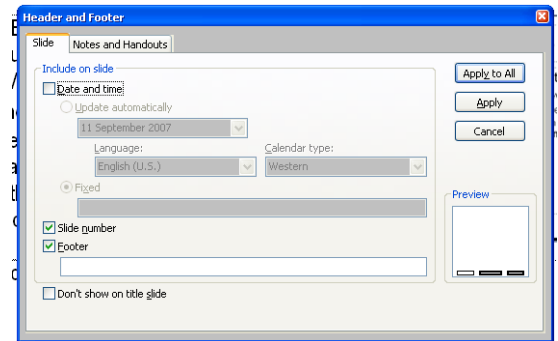 Header and Footer
Slide
Notes and Handouts
Include on slide
Date and time
Update automatically
11 September 2007
Language:
Calendar type:
English (U.S.)
Western
Fixed
Slide number
Footer
Don't show on title slide
Apply to All
Apply
Cancel
Preview